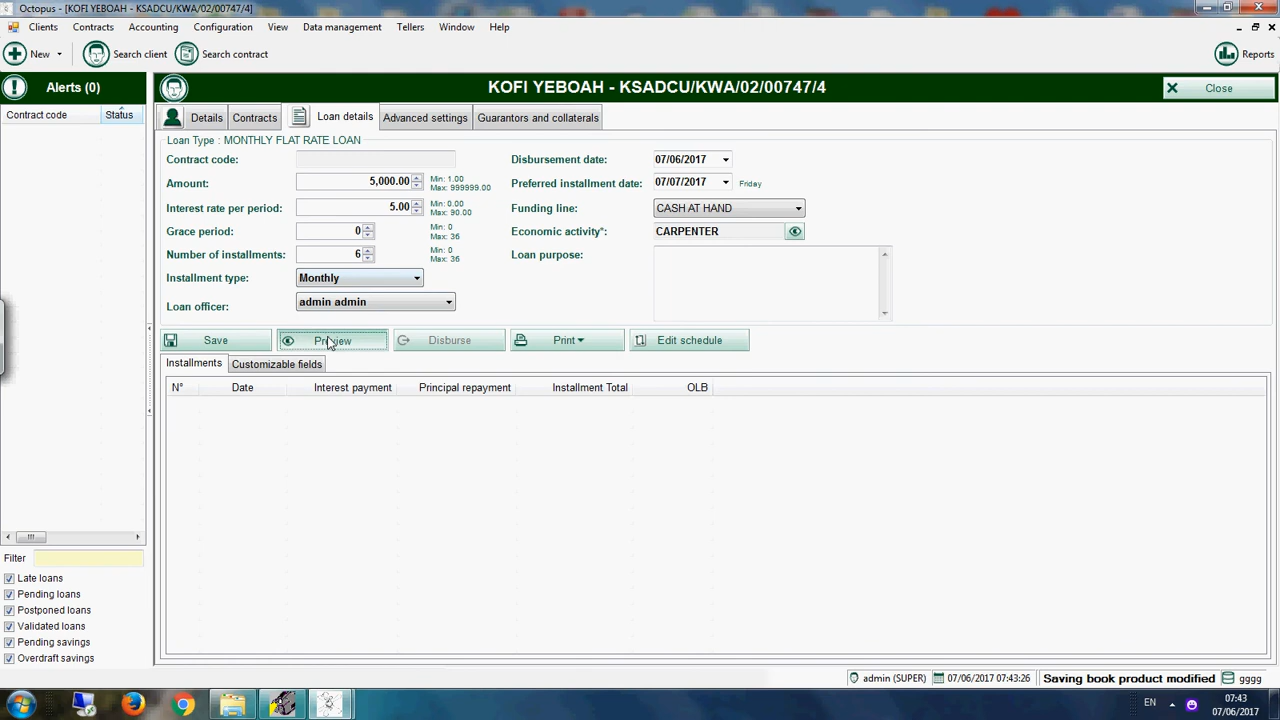 Octopus - [KOFI YEBOAH - KSADCU/KWA/02/00747/4]
Clients Contracts Accounting Configuration View Data management Tellers Window Help
New Search client Search contract Reports
Alerts (0) KOFI YEBOAH - KSADCU/KWA/02/00747/4 Close
Contract code Status
Details Contracts Loan details Advanced settings Guarantors and collaterals
Loan Type : MONTHLY FLAT RATE LOAN
Contract code: Disbursement date: 07/06/2017
Amount: 5,000.00 Min: 1.00 Max: 999999.00 Preferred installment date: 07/07/2017 Friday
Interest rate per period: 5.00 Min: 0.00 Max: 90.00 Funding line: CASH AT HAND
Grace period: 0 Min: 0 Max: 36 Economic activity*: CARPENTER
Number of installments: 6 Min: 0 Max: 36 Loan purpose:
Installment type: Monthly
Loan officer: admin admin
Save Preview Disburse Print Edit schedule
Installments Customizable fields
N° Date Interest payment Principal repayment Installment Total OLB
Filter
Late loans
Pending loans
Postponed loans
Validated loans
Pending savings
Overdraft savings
admin (SUPER) 07/06/2017 07:43:26 Saving book product modified gggg
EN 07:43
07/06/2017